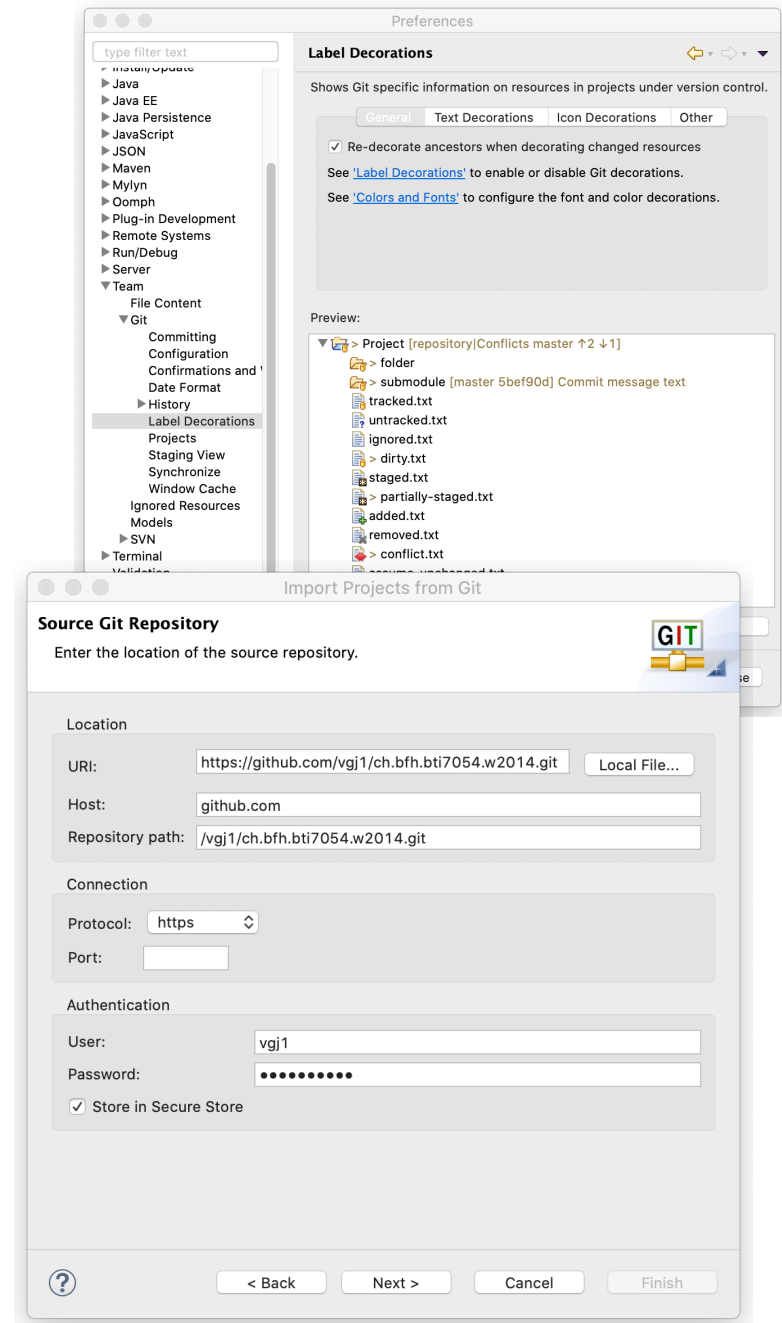 Preferences
type filter text
Install/Update
Java
Java EE
Java Persistence
JavaScript
JSON
Maven
Mylyn
Oomph
Plug-in Development
Remote Systems
Run/Debug
Server
Team
File Content
Git
Committing
Configuration
Confirmations and
Date Format
History
Label Decorations
Projects
Staging View
Synchronize
Window Cache
Ignored Resources
Models
SVN
Terminal
Validation
Label Decorations
Shows Git specific information on resources in projects under version control.
General Text Decorations Icon Decorations Other
Re-decorate ancestors when decorating changed resources
See 'Label Decorations' to enable or disable Git decorations.
See 'Colors and Fonts' to configure the font and color decorations.
Preview:
> Project [repository|Conflicts master ↑2 ↓1]
> folder
> submodule [master 5bef90d] Commit message text
tracked.txt
untracked.txt
ignored.txt
> dirty.txt
staged.txt
> partially-staged.txt
added.txt
removed.txt
> conflict.txt
assume-unchanged.txt
Import Projects from Git
Source Git Repository
Enter the location of the source repository.
GIT
Location
URI: https://github.com/vgj1/ch.bfh.bti7054.w2014.git Local File...
Host: github.com
Repository path: /vgj1/ch.bfh.bti7054.w2014.git
Connection
Protocol: https
Port:
Authentication
User: vgj1
Password: ●●●●●●●●●●
Store in Secure Store
? < Back Next > Cancel Finish